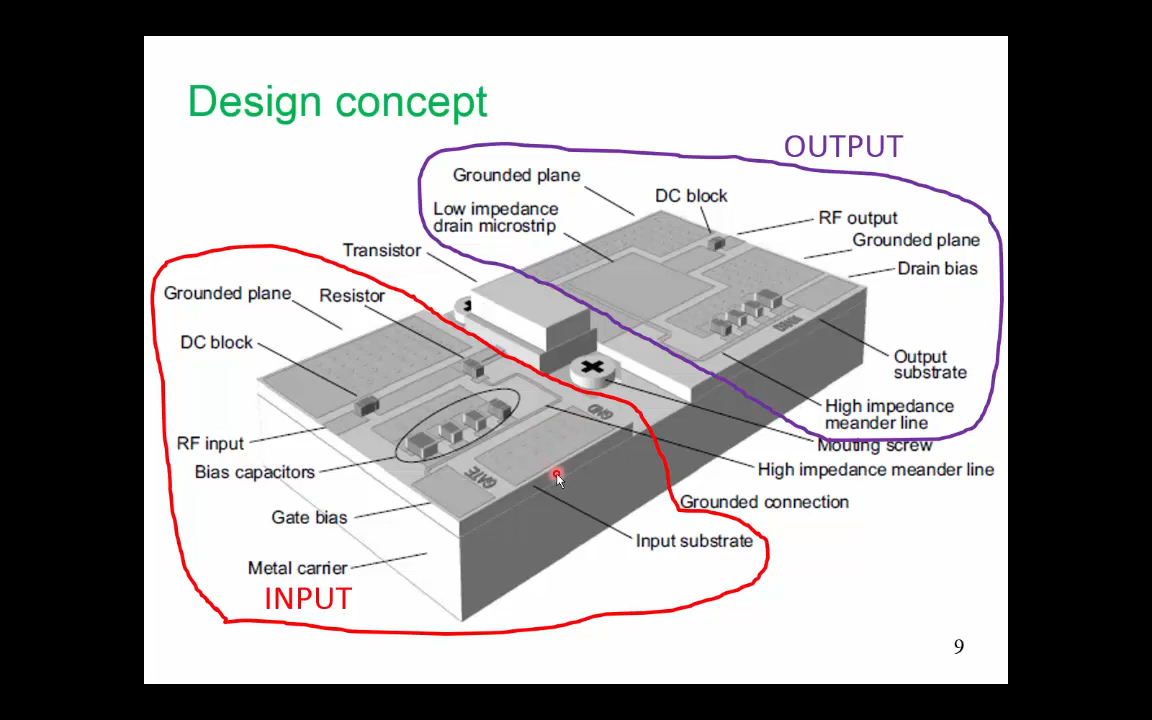 Design concept
OUTPUT
Grounded plane
DC block
Low impedance
drain microstrip
RF output
Grounded plane
Transistor
Drain bias
Grounded plane
Resistor
DC block
DRAIN
Output
substrate
High impedance
meander line
GND
RF input
Mouting screw
Bias capacitors
High impedance meander line
GATE
Grounded connection
Gate bias
Input substrate
Metal carrier
INPUT
9